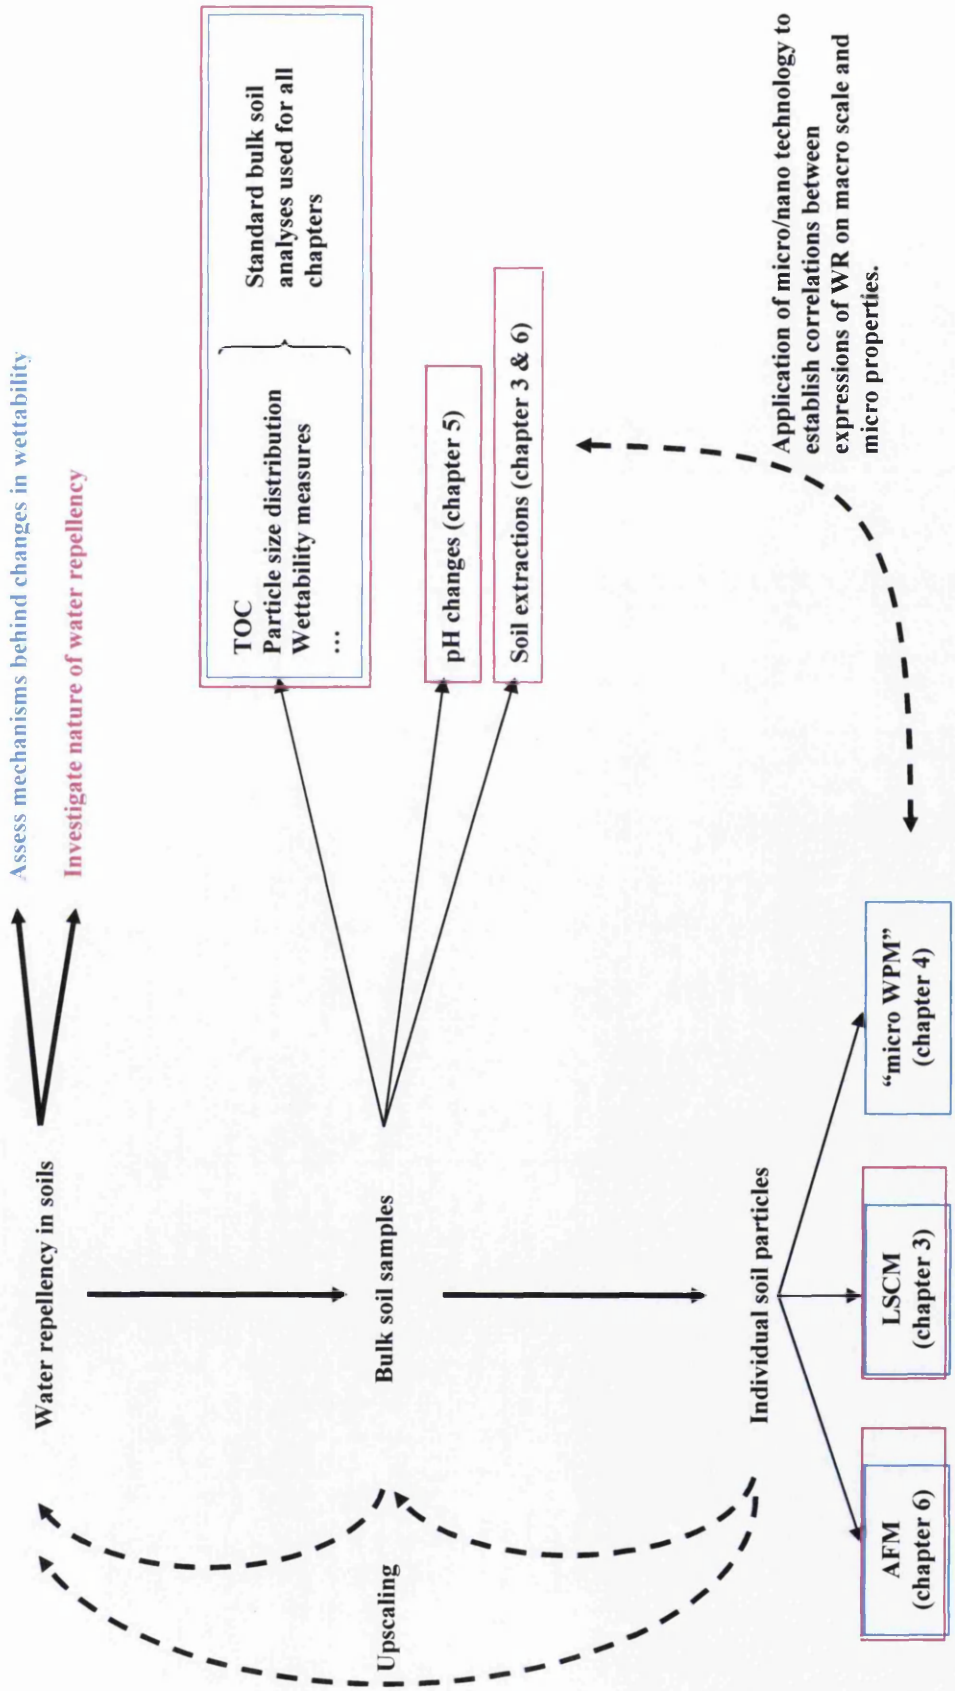 Assess mechanisms behind changes in wettability
Investigate nature of water repellency
Water repellency in soils
TOC
Particle size distribution
Wettability measures
...
Standard bulk soil
analyses used for all
chapters
Bulk soil samples
pH changes (chapter 5)
Soil extractions (chapter 3 & 6)
Upscaling
Application of micro/nano technology to
establish correlations between
expressions of WR on macro scale and
micro properties.
Individual soil particles
AFM
(chapter 6)
LSCM
(chapter 3)
“micro WPM”
(chapter 4)